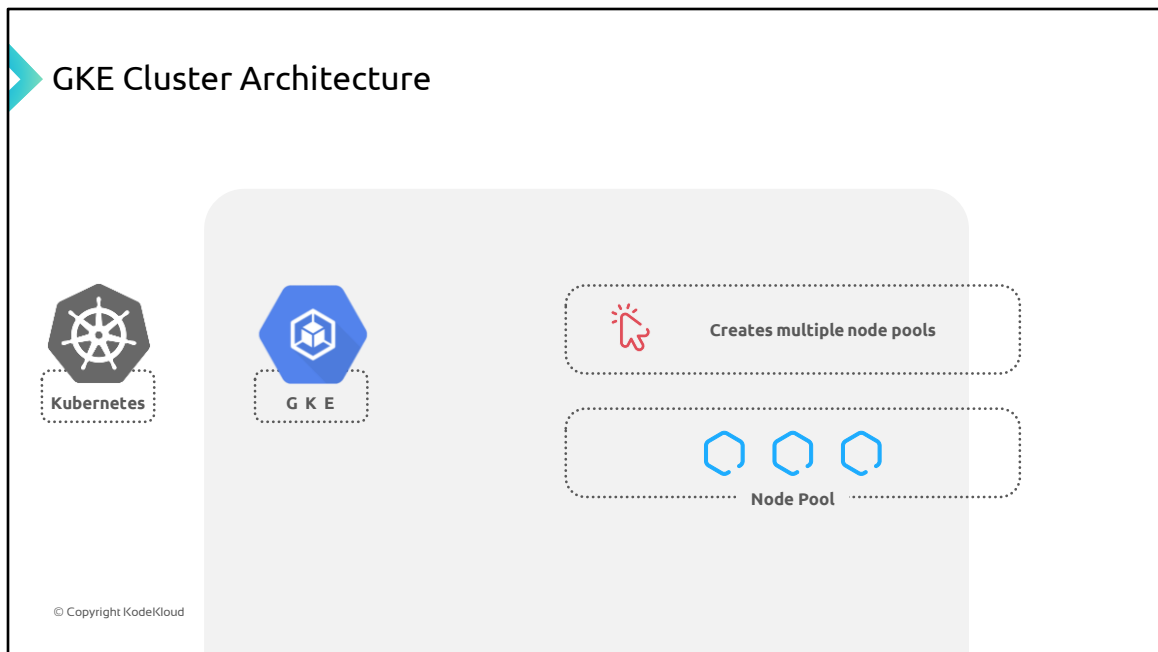 GKE Cluster Architecture
Kubernetes
G K E
Creates multiple node pools
Node Pool
© Copyright KodeKloud